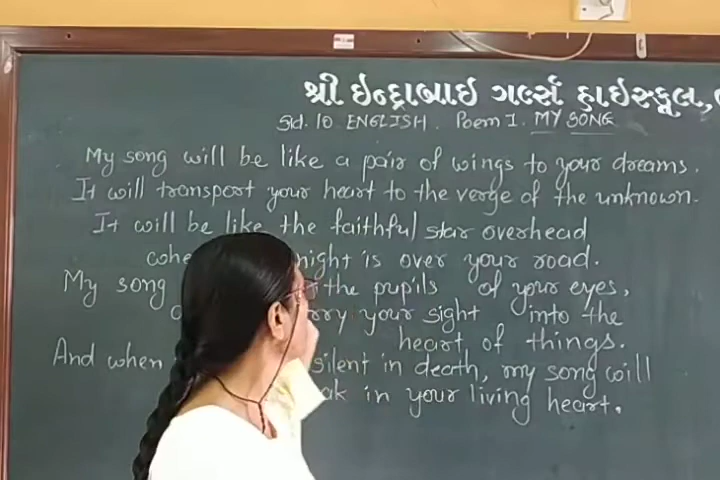 શ્રી ઇન્દ્રાબાઇ ગર્લ્સ હાઇસ્કૂલ,
Std. 10 ENGLISH. Poem 1. MY SONG
My song will be like a pair of wings to your dreams.
It will transport your heart to the verge of the unknown.
It will be like the faithful star overhead
night is over your road.
My song the pupils of your eyes,
your sight into the
heart of things.
And when silent in death, my song will
in your living heart.